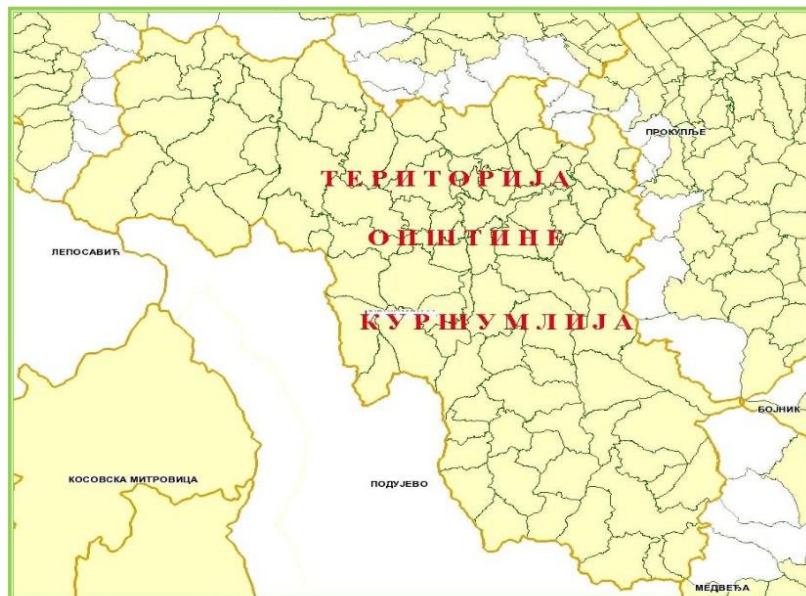 ПРОКУПЉЕ
ТЕРИТОРИЈА
ОПШТИНЕ
ЛЕПОСАВИЋ
КУРШУМЛИЈА
БОЈНИК
КОСОВСКА МИТРОВИЦА
ПОДУЈЕВО
МЕДВЕЂА